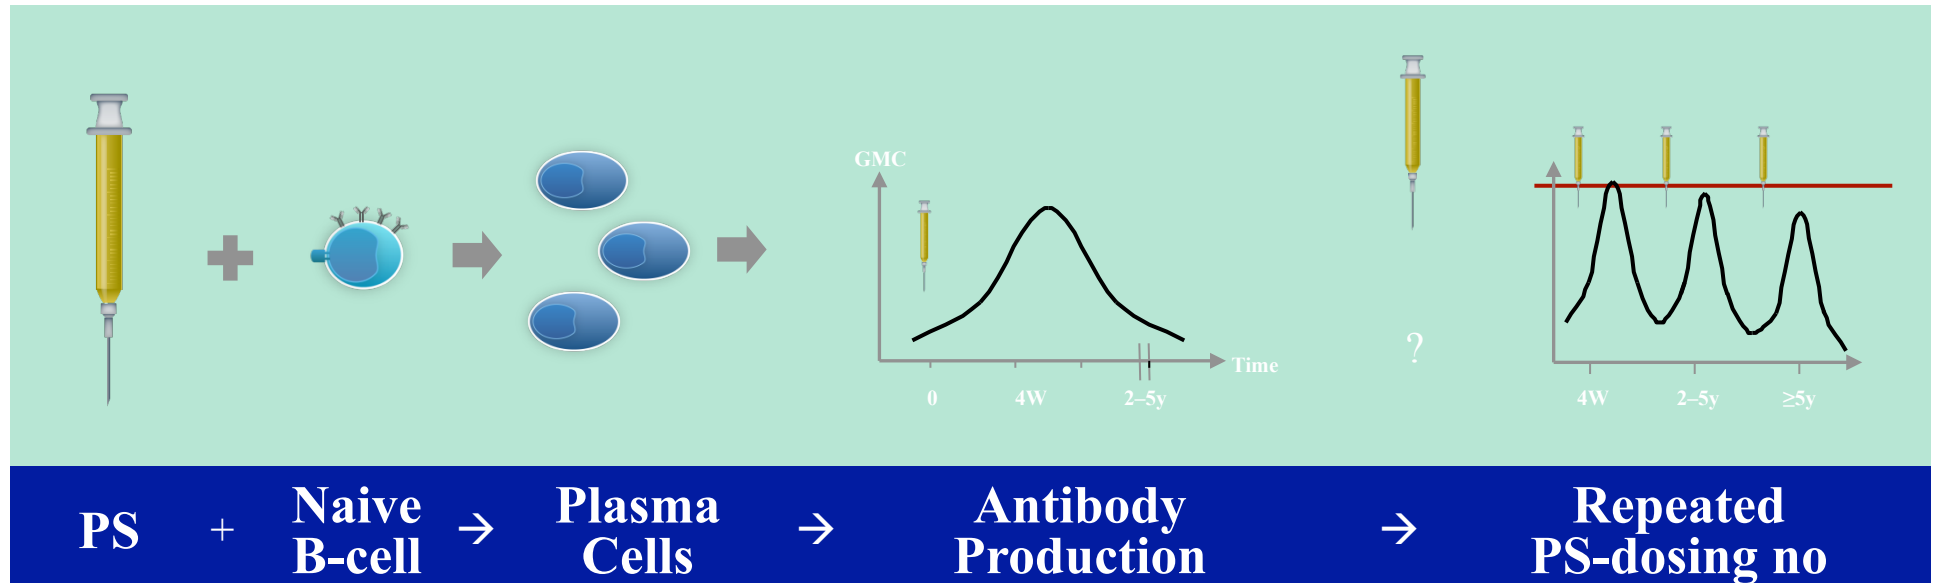 GMC
Time
0
4W
2–5y
?
4W
2–5y
≥5y
PS + Naive B-cell → Plasma Cells → Antibody Production → Repeated PS-dosing no